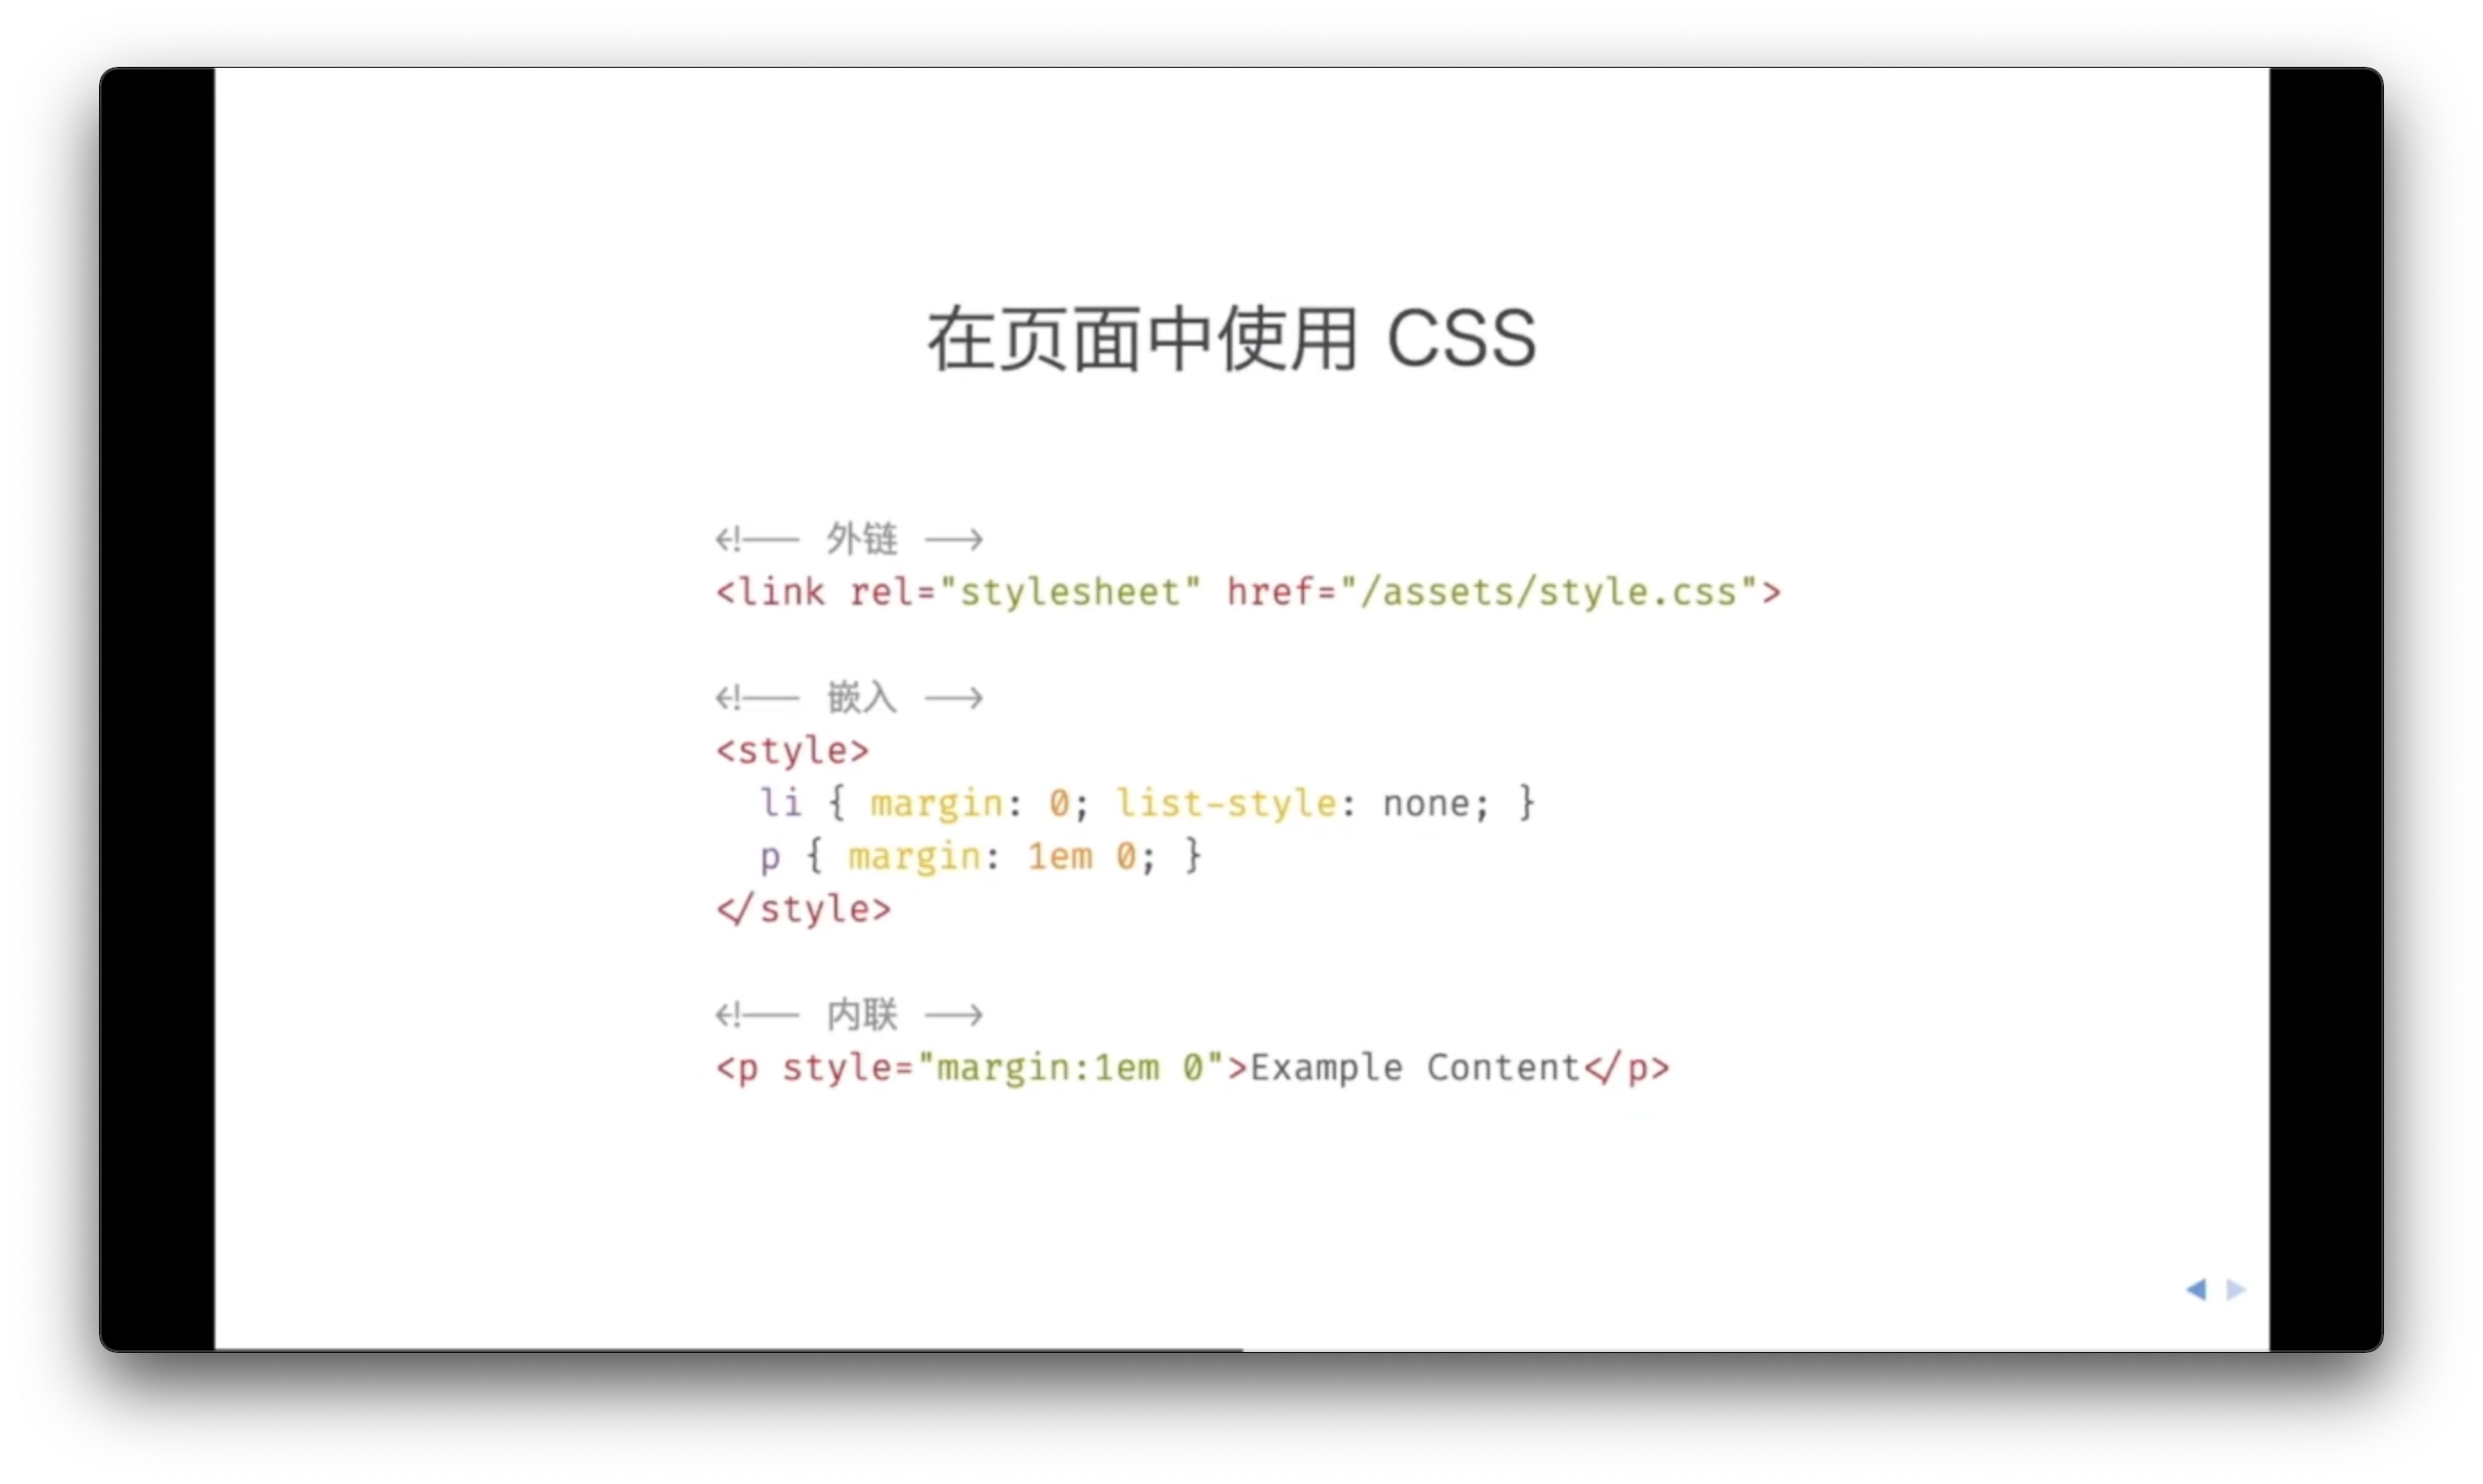 在页面中使用 CSS
<!-- 外链 -->
<link rel="stylesheet" href="/assets/style.css">
<!-- 嵌入 -->
<style>
  li { margin: 0; list-style: none; }
  p { margin: 1em 0; }
</style>
<!-- 内联 -->
<p style="margin:1em 0">Example Content</p>